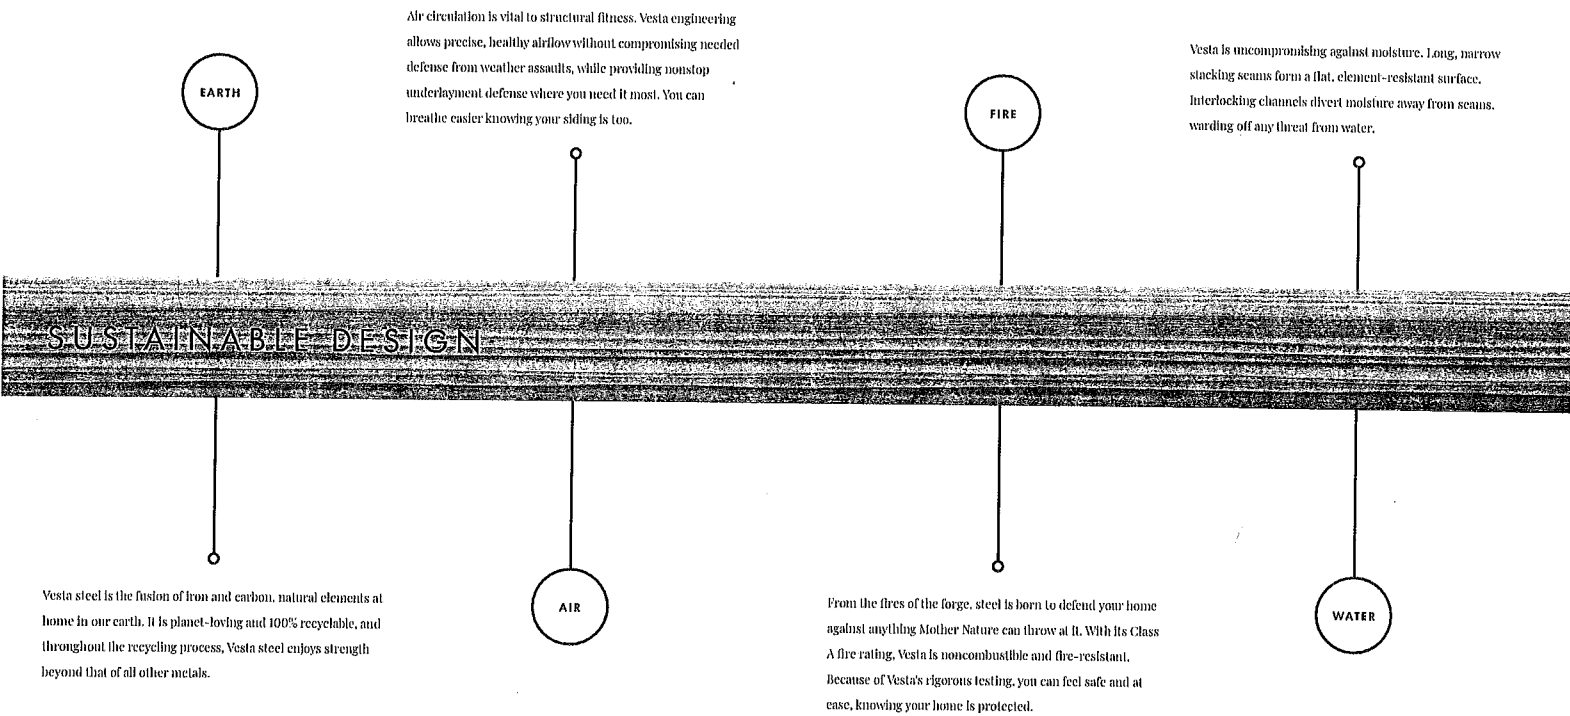 EARTH
Air circulation is vital to structural fitness. Vesta engineering
allows precise, healthy airflow without compromising needed
defense from weather assaults, while providing nonstop
underlayment defense where you need it most. You can
breathe easier knowing your siding is too.
FIRE
Vesta is uncompromising against moisture. Long, narrow
stacking seams form a flat, element-resistant surface.
Interlocking channels divert moisture away from seams,
warding off any threat from water.
SUSTAINABLE DESIGN
Vesta steel is the fusion of iron and carbon, natural elements at
home in our earth. It is planet-loving and 100% recyclable, and
throughout the recycling process, Vesta steel enjoys strength
beyond that of all other metals.
AIR
From the fires of the forge, steel is born to defend your home
against anything Mother Nature can throw at it. With its Class
A fire rating, Vesta is noncombustible and fire-resistant.
Because of Vesta's rigorous testing, you can feel safe and at
ease, knowing your home is protected.
WATER